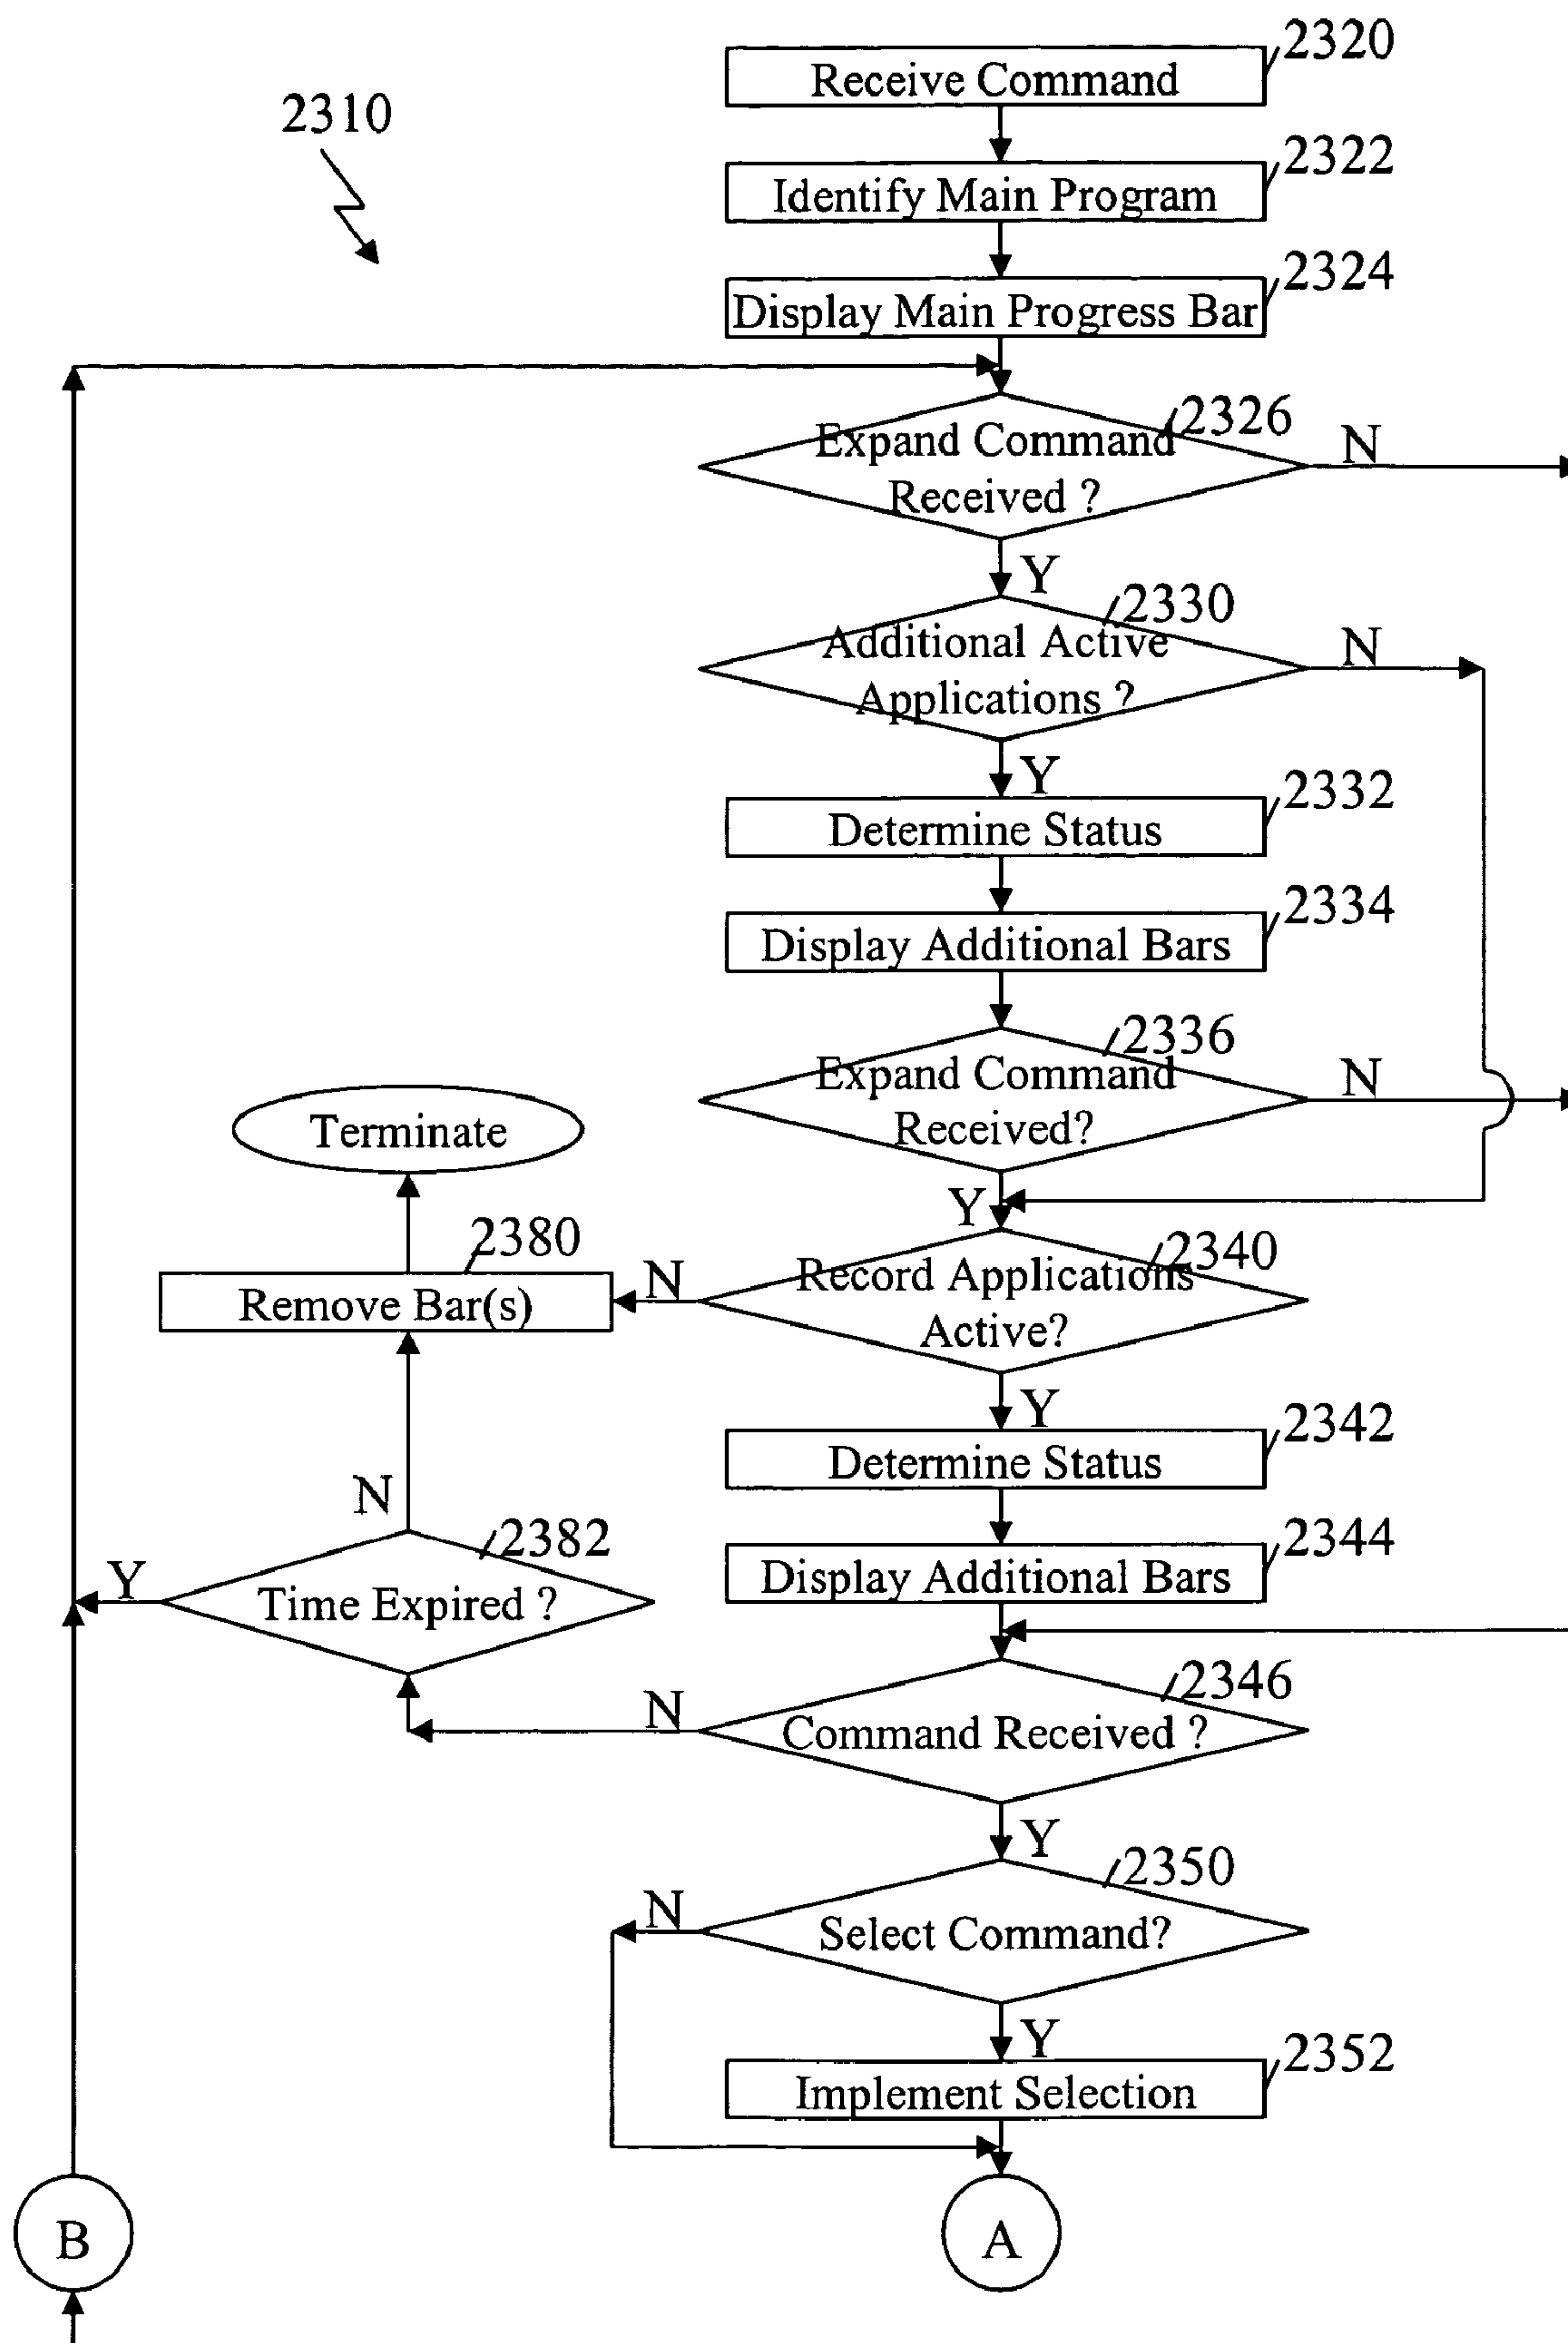 2310
2320
Receive Command
2322
Identify Main Program
2324
Display Main Progress Bar
2326
Expand Command
Received ?
N
Y
2330
Additional Active
Applications ?
N
Y
2332
Determine Status
2334
Display Additional Bars
2336
Expand Command
Received?
N
Y
Terminate
2380
Remove Bar(s)
N
2340
Record Applications
Active?
Y
2342
Determine Status
2344
Display Additional Bars
N
2382
Time Expired ?
Y
2346
Command Received ?
N
Y
2350
Select Command?
N
Y
2352
Implement Selection
B
A